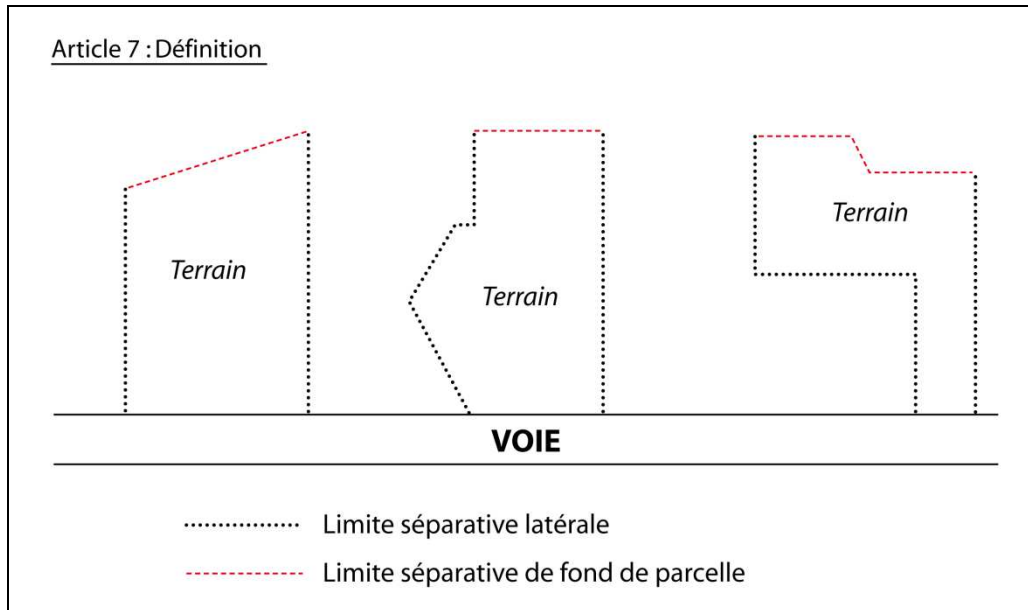 Article 7 : Définition
Terrain
Terrain
Terrain
VOIE
Limite séparative latérale
Limite séparative de fond de parcelle